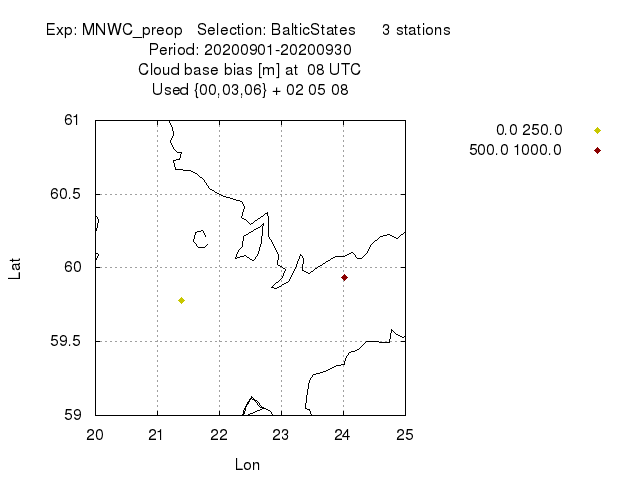 Exp: MNWC_preop   Selection: BalticStates      3 stations
Period: 20200901-20200930
Cloud base bias [m] at  08 UTC
Used {00,03,06} + 02 05 08
0.0 250.0
500.0 1000.0
61
60.5
60
59.5
59
Lat
20 21 22 23 24 25
Lon